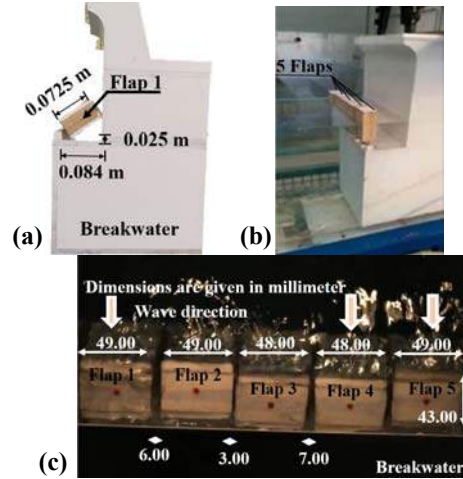 0.0725 m
Flap 1
0.025 m
0.084 m
Breakwater
(a)
5 Flaps
(b)
Dimensions are given in millimeter
Wave direction
49.00 49.00 48.00 48.00 49.00
Flap 1 Flap 2 Flap 3 Flap 4 Flap 5
43.00
6.00 3.00 7.00
Breakwater
(c)